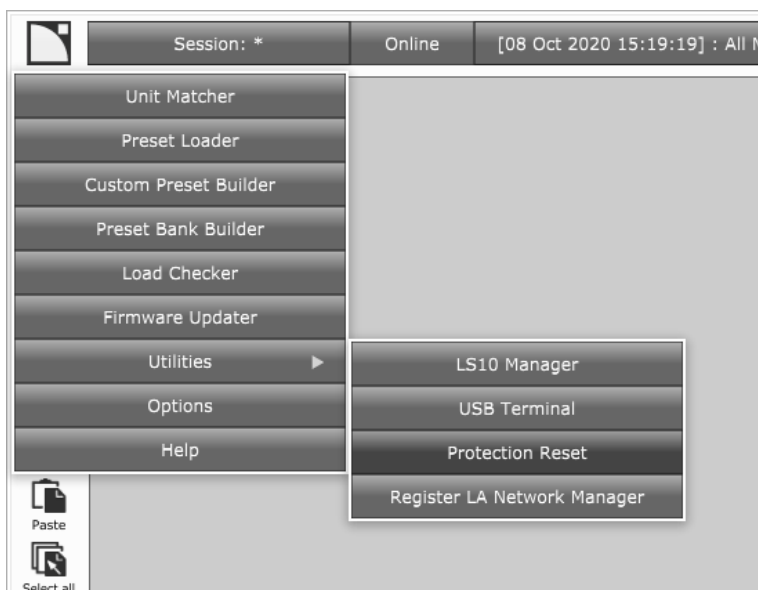 Session: *
Online
[08 Oct 2020 15:19:19] : All
Unit Matcher
Preset Loader
Custom Preset Builder
Preset Bank Builder
Load Checker
Firmware Updater
Utilities
Options
Help
LS10 Manager
USB Terminal
Protection Reset
Register LA Network Manager
Paste
Select all